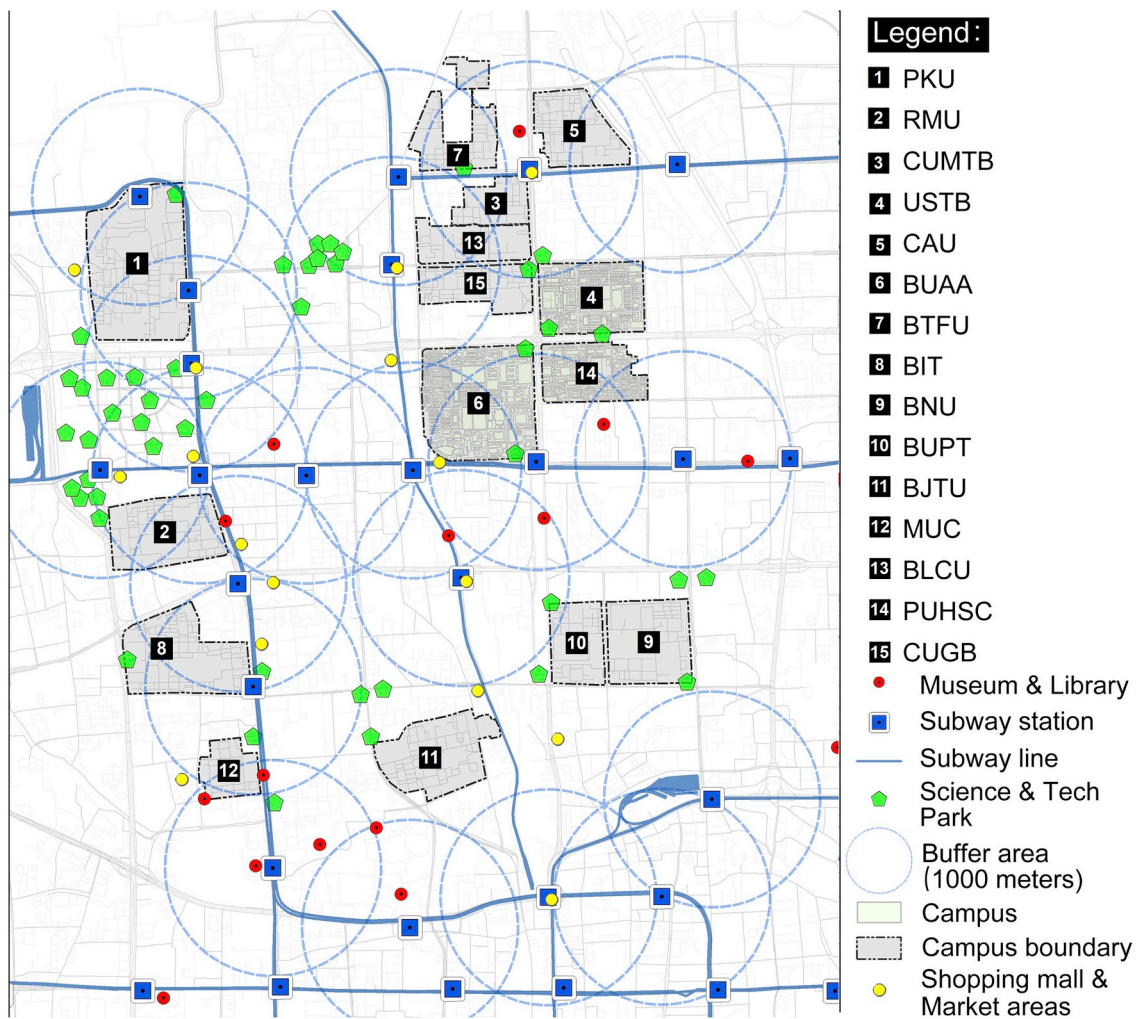 Legend:
1 PKU
2 RMU
3 CUMTB
4 USTB
5 CAU
6 BUAA
7 BTFU
8 BIT
9 BNU
10 BUPT
11 BJTU
12 MUC
13 BLCU
14 PUHSC
15 CUGB
Museum & Library
Subway station
Subway line
Science & Tech
Park
Buffer area
(1000 meters)
Campus
Campus boundary
Shopping mall &
Market areas
5
7
3
13
1
15
4
14
6
2
10
9
8
11
12